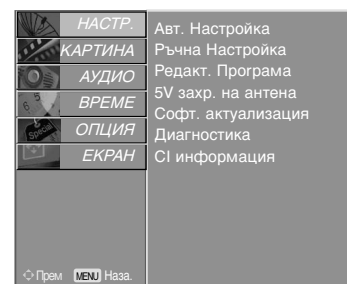 НАСТР.
КАРТИНА
АУДИО
ВРЕМЕ
ОПЦИЯ
ЕКРАН
Авт. Настройка
Ръчна Настройка
Редакт. Програма
5V захр. на антена
Софт. актуализация
Диагностика
CI информация
Прем MENU Наза.